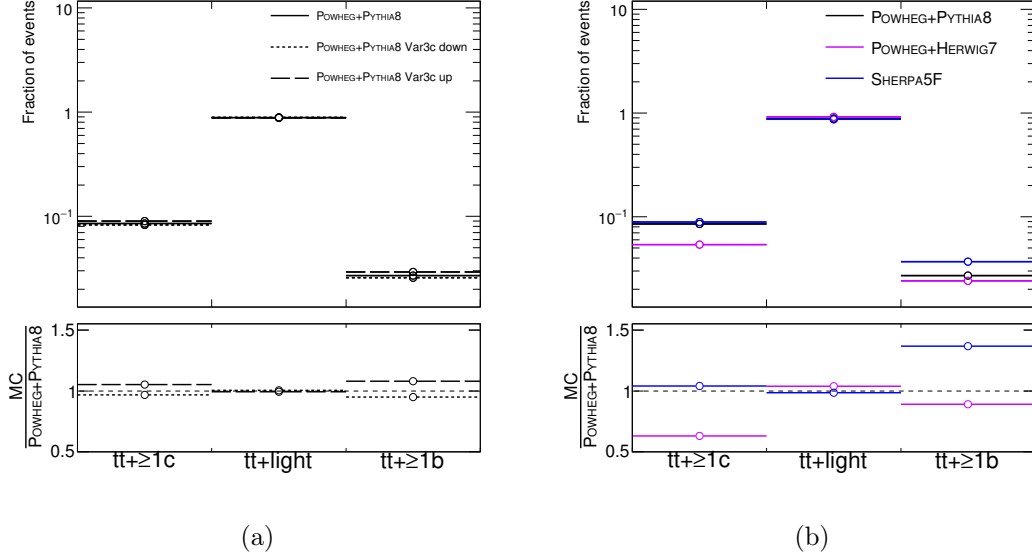 Fraction of events
10
1
10⁻¹
POWHEG+PYTHIA8
POWHEG+PYTHIA8 Var3c down
POWHEG+PYTHIA8 Var3c up
MC
POWHEG+PYTHIA8
1.5
1
0.5
tt+≥1c tt+light tt+≥1b
(a)
Fraction of events
10
1
10⁻¹
POWHEG+PYTHIA8
POWHEG+HERWIG7
SHERPA5F
MC
POWHEG+PYTHIA8
1.5
1
0.5
tt+≥1c tt+light tt+≥1b
(b)